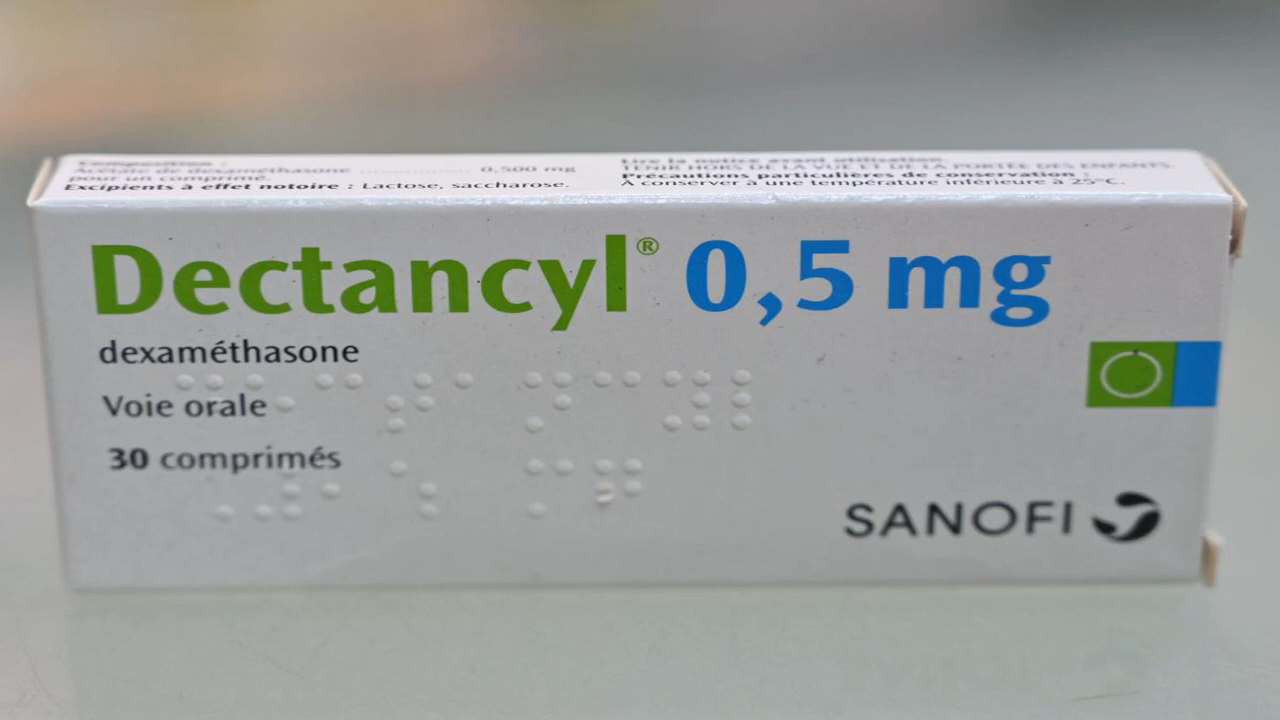 Composition :
Acétate de dexaméthasone .................... 0,500 mg
pour un comprimé.
Excipients à effet notoire : Lactose, saccharose.
Lire la notice avant utilisation.
TENIR HORS DE LA VUE ET DE LA PORTÉE DES ENFANTS.
Précautions particulières de conservation :
À conserver à une température inférieure à 25°C.
Dectancyl® 0,5 mg
dexaméthasone
Voie orale
30 comprimés
SANOFI